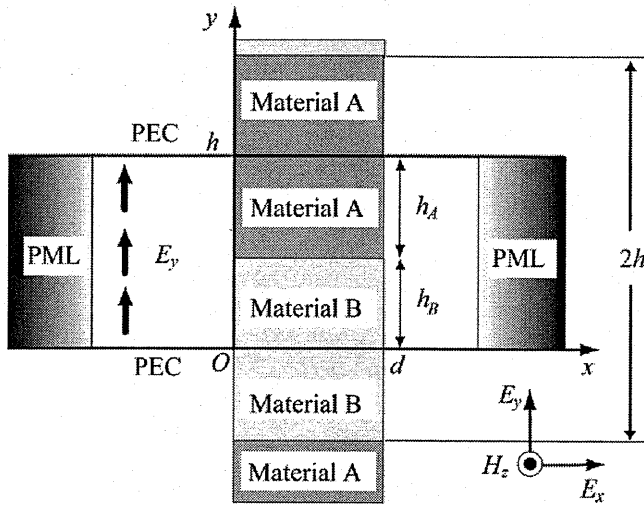 y
Material A
PEC
h
Material A
h_A
PML
E_y
PML
2h
Material B
h_B
PEC
O
d
x
Material B
E_y
Material A
H_z
E_x